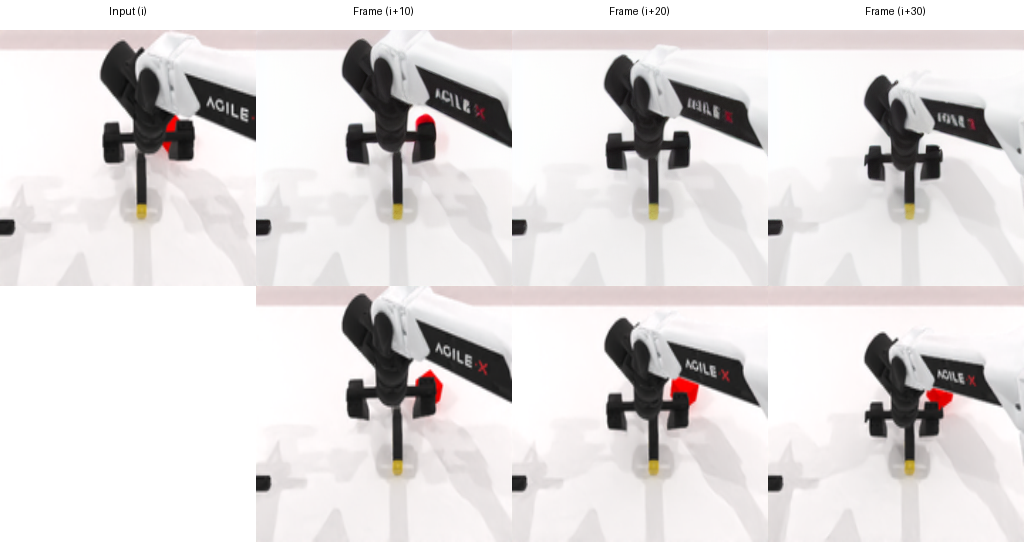 Input (i)
Frame (i+10)
Frame (i+20)
Frame (i+30)
AGILE
AGILE X
AGILE X
AGILE X